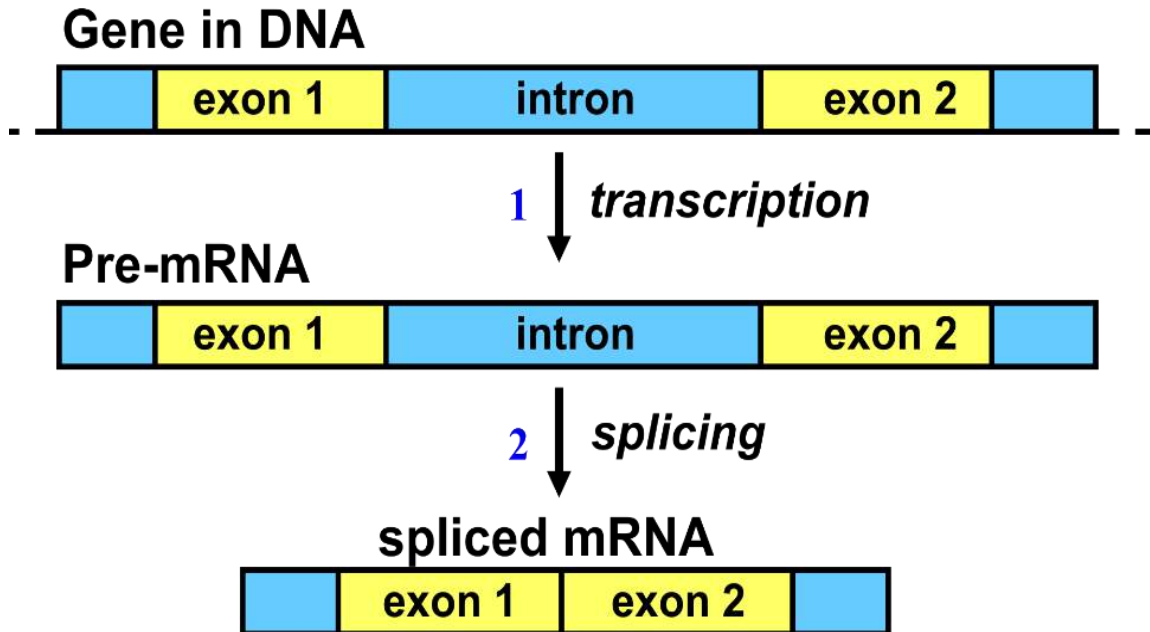 Gene in DNA
exon 1 intron exon 2
1 transcription
Pre-mRNA
exon 1 intron exon 2
2 splicing
spliced mRNA
exon 1 exon 2